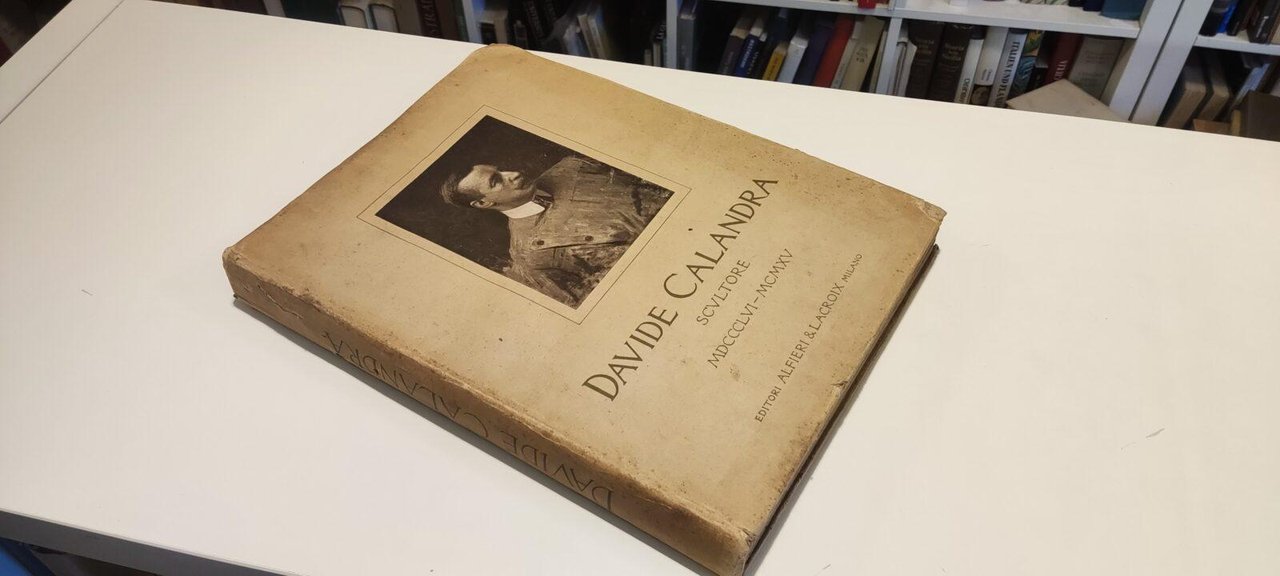 DAVIDE CALANDRA
SCVLTORE
MDCCCLVI–MCMXV
EDITORI ALFIERI & LACROIX MILANO
DAVIDE CALANDRA